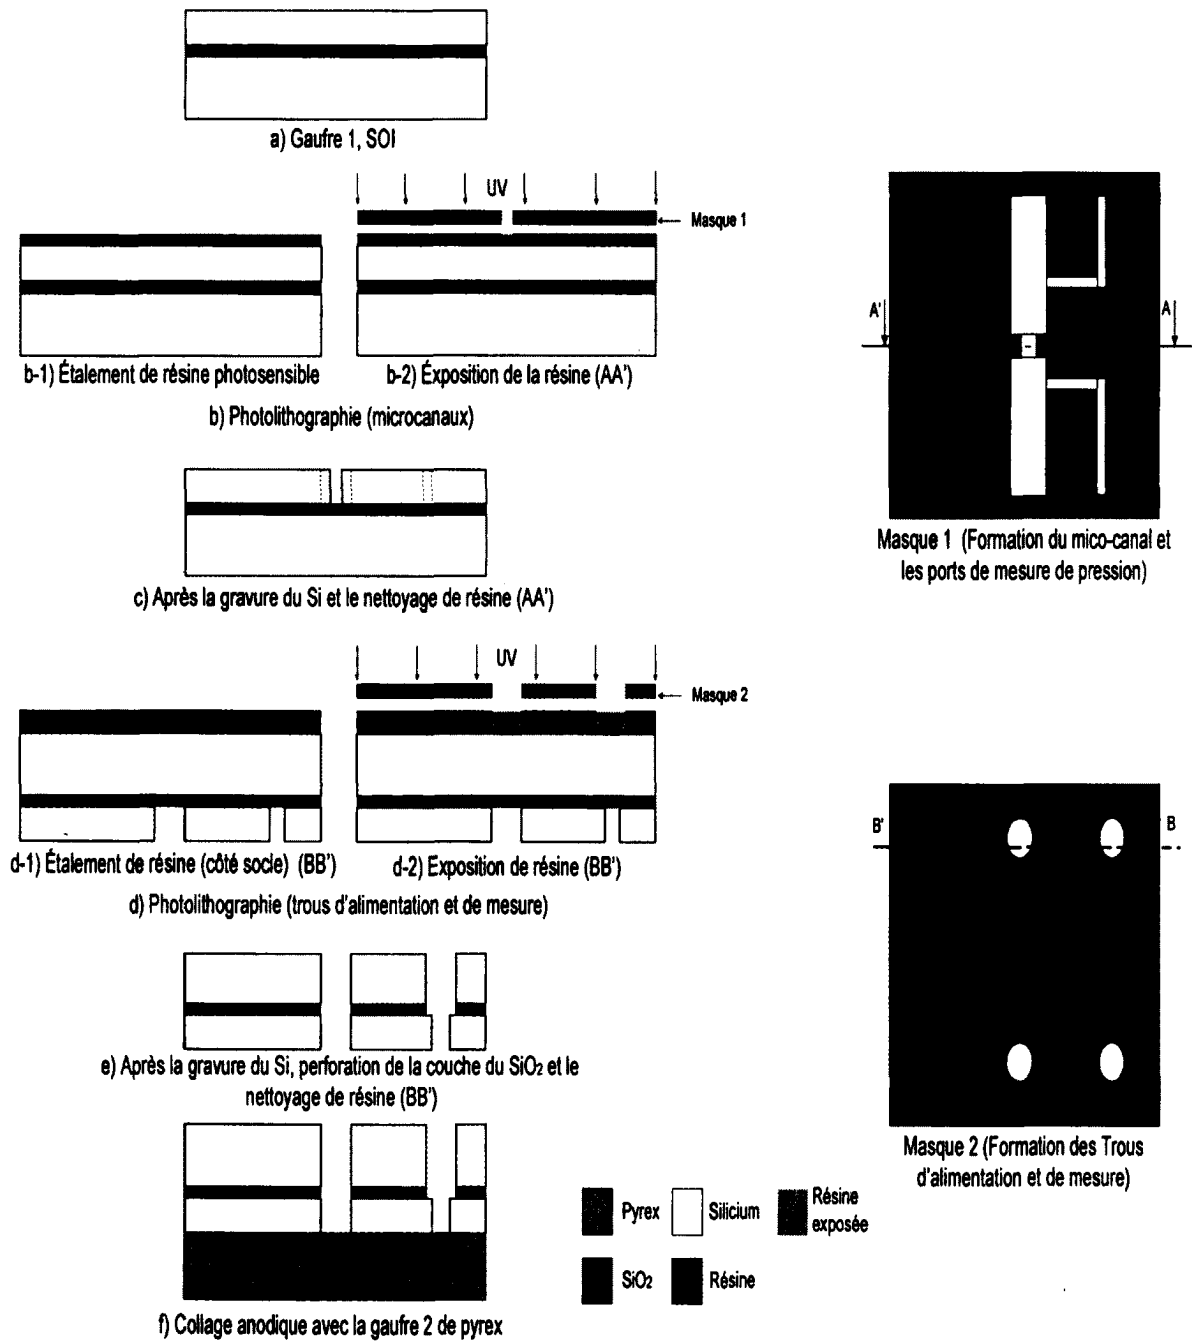 a) Gaufre 1, SOI
UV
Masque 1
b-1) Étalement de résine photosensible
b-2) Éxposition de la résine (AA')
b) Photolithographie (microcanaux)
c) Après la gravure du Si et le nettoyage de résine (AA')
A'
A
Masque 1 (Formation du mico-canal et
les ports de mesure de pression)
UV
Masque 2
d-1) Étalement de résine (côté socle) (BB')
d-2) Exposition de résine (BB')
d) Photolithographie (trous d'alimentation et de mesure)
e) Après la gravure du Si, perforation de la couche du SiO2 et le
nettoyage de résine (BB')
B'
B
Masque 2 (Formation des Trous
d'alimentation et de mesure)
Pyrex
Silicium
Résine
exposée
SiO2
Résine
f) Collage anodique avec la gaufre 2 de pyrex